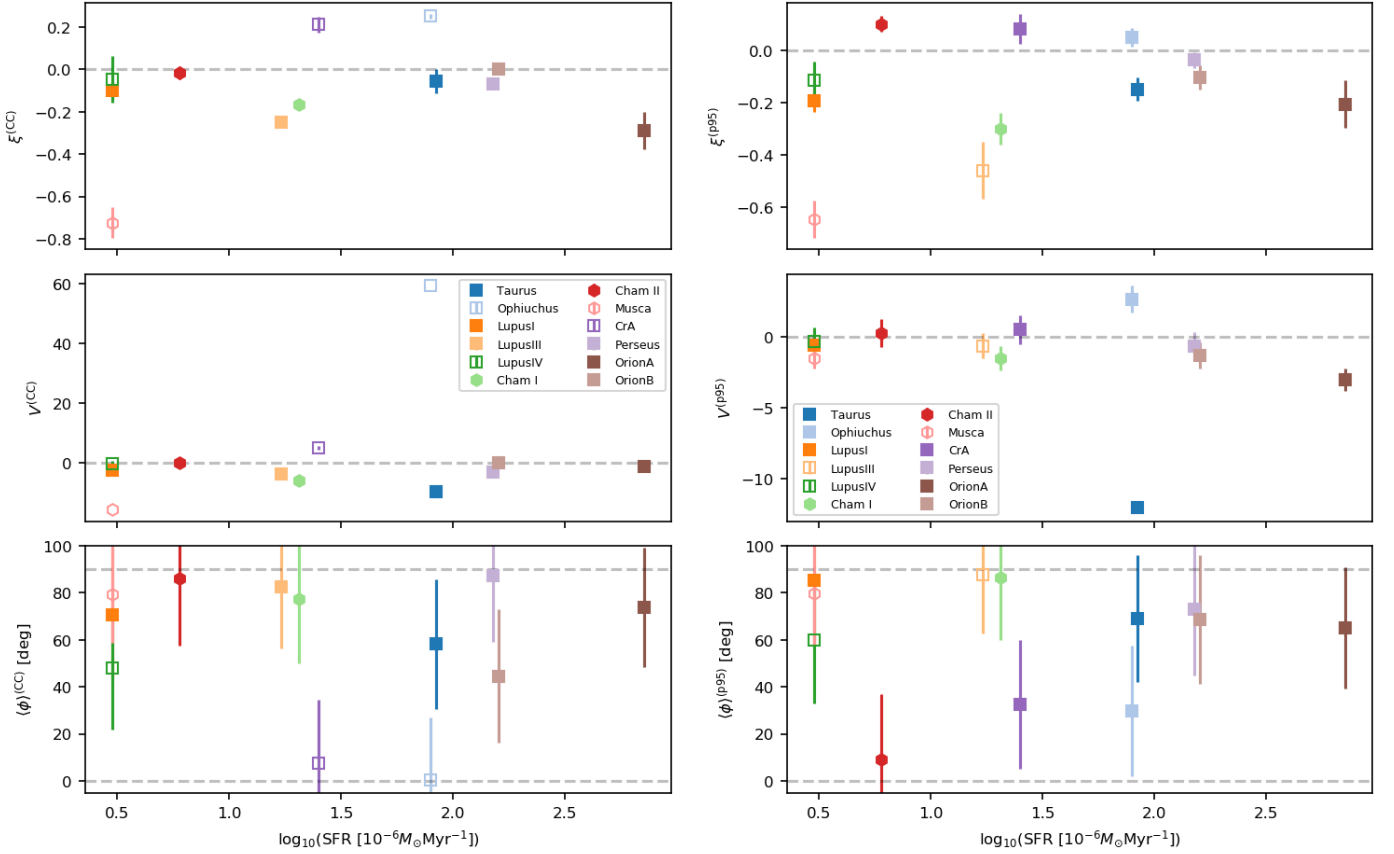 0.2
0.0
−0.2
−0.4
−0.6
−0.8
ξ(CC)
0.0
−0.2
−0.4
−0.6
ξ(p95)
60
40
20
0
V(CC)
Taurus
Ophiuchus
LupusI
LupusIII
LupusIV
Cham I
Cham II
Musca
CrA
Perseus
OrionA
OrionB
0
−5
−10
V(p95)
Taurus
Ophiuchus
LupusI
LupusIII
LupusIV
Cham I
Cham II
Musca
CrA
Perseus
OrionA
OrionB
100
80
60
40
20
0
⟨ϕ⟩(CC) [deg]
0.5 1.0 1.5 2.0 2.5
log10(SFR [10−6M⊙Myr−1])
100
80
60
40
20
0
⟨ϕ⟩(p95) [deg]
0.5 1.0 1.5 2.0 2.5
log10(SFR [10−6M⊙Myr−1])